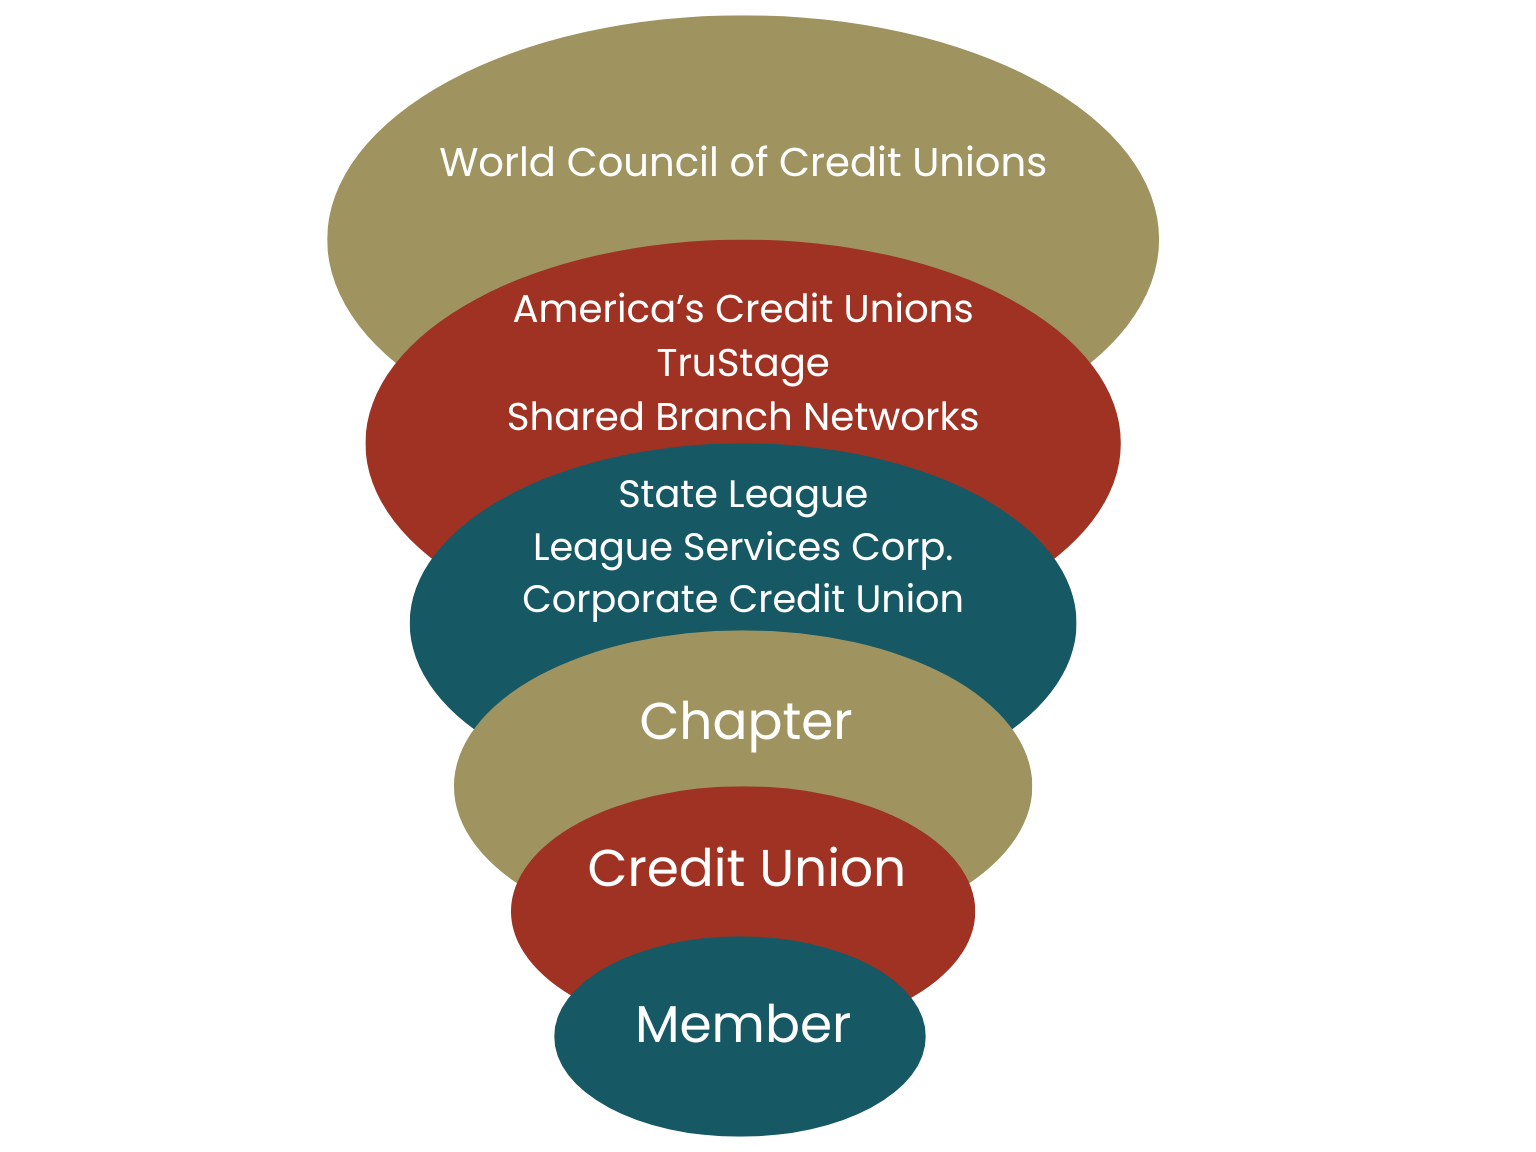 World Council of Credit Unions
America’s Credit Unions
TruStage
Shared Branch Networks
State League
League Services Corp.
Corporate Credit Union
Chapter
Credit Union
Member